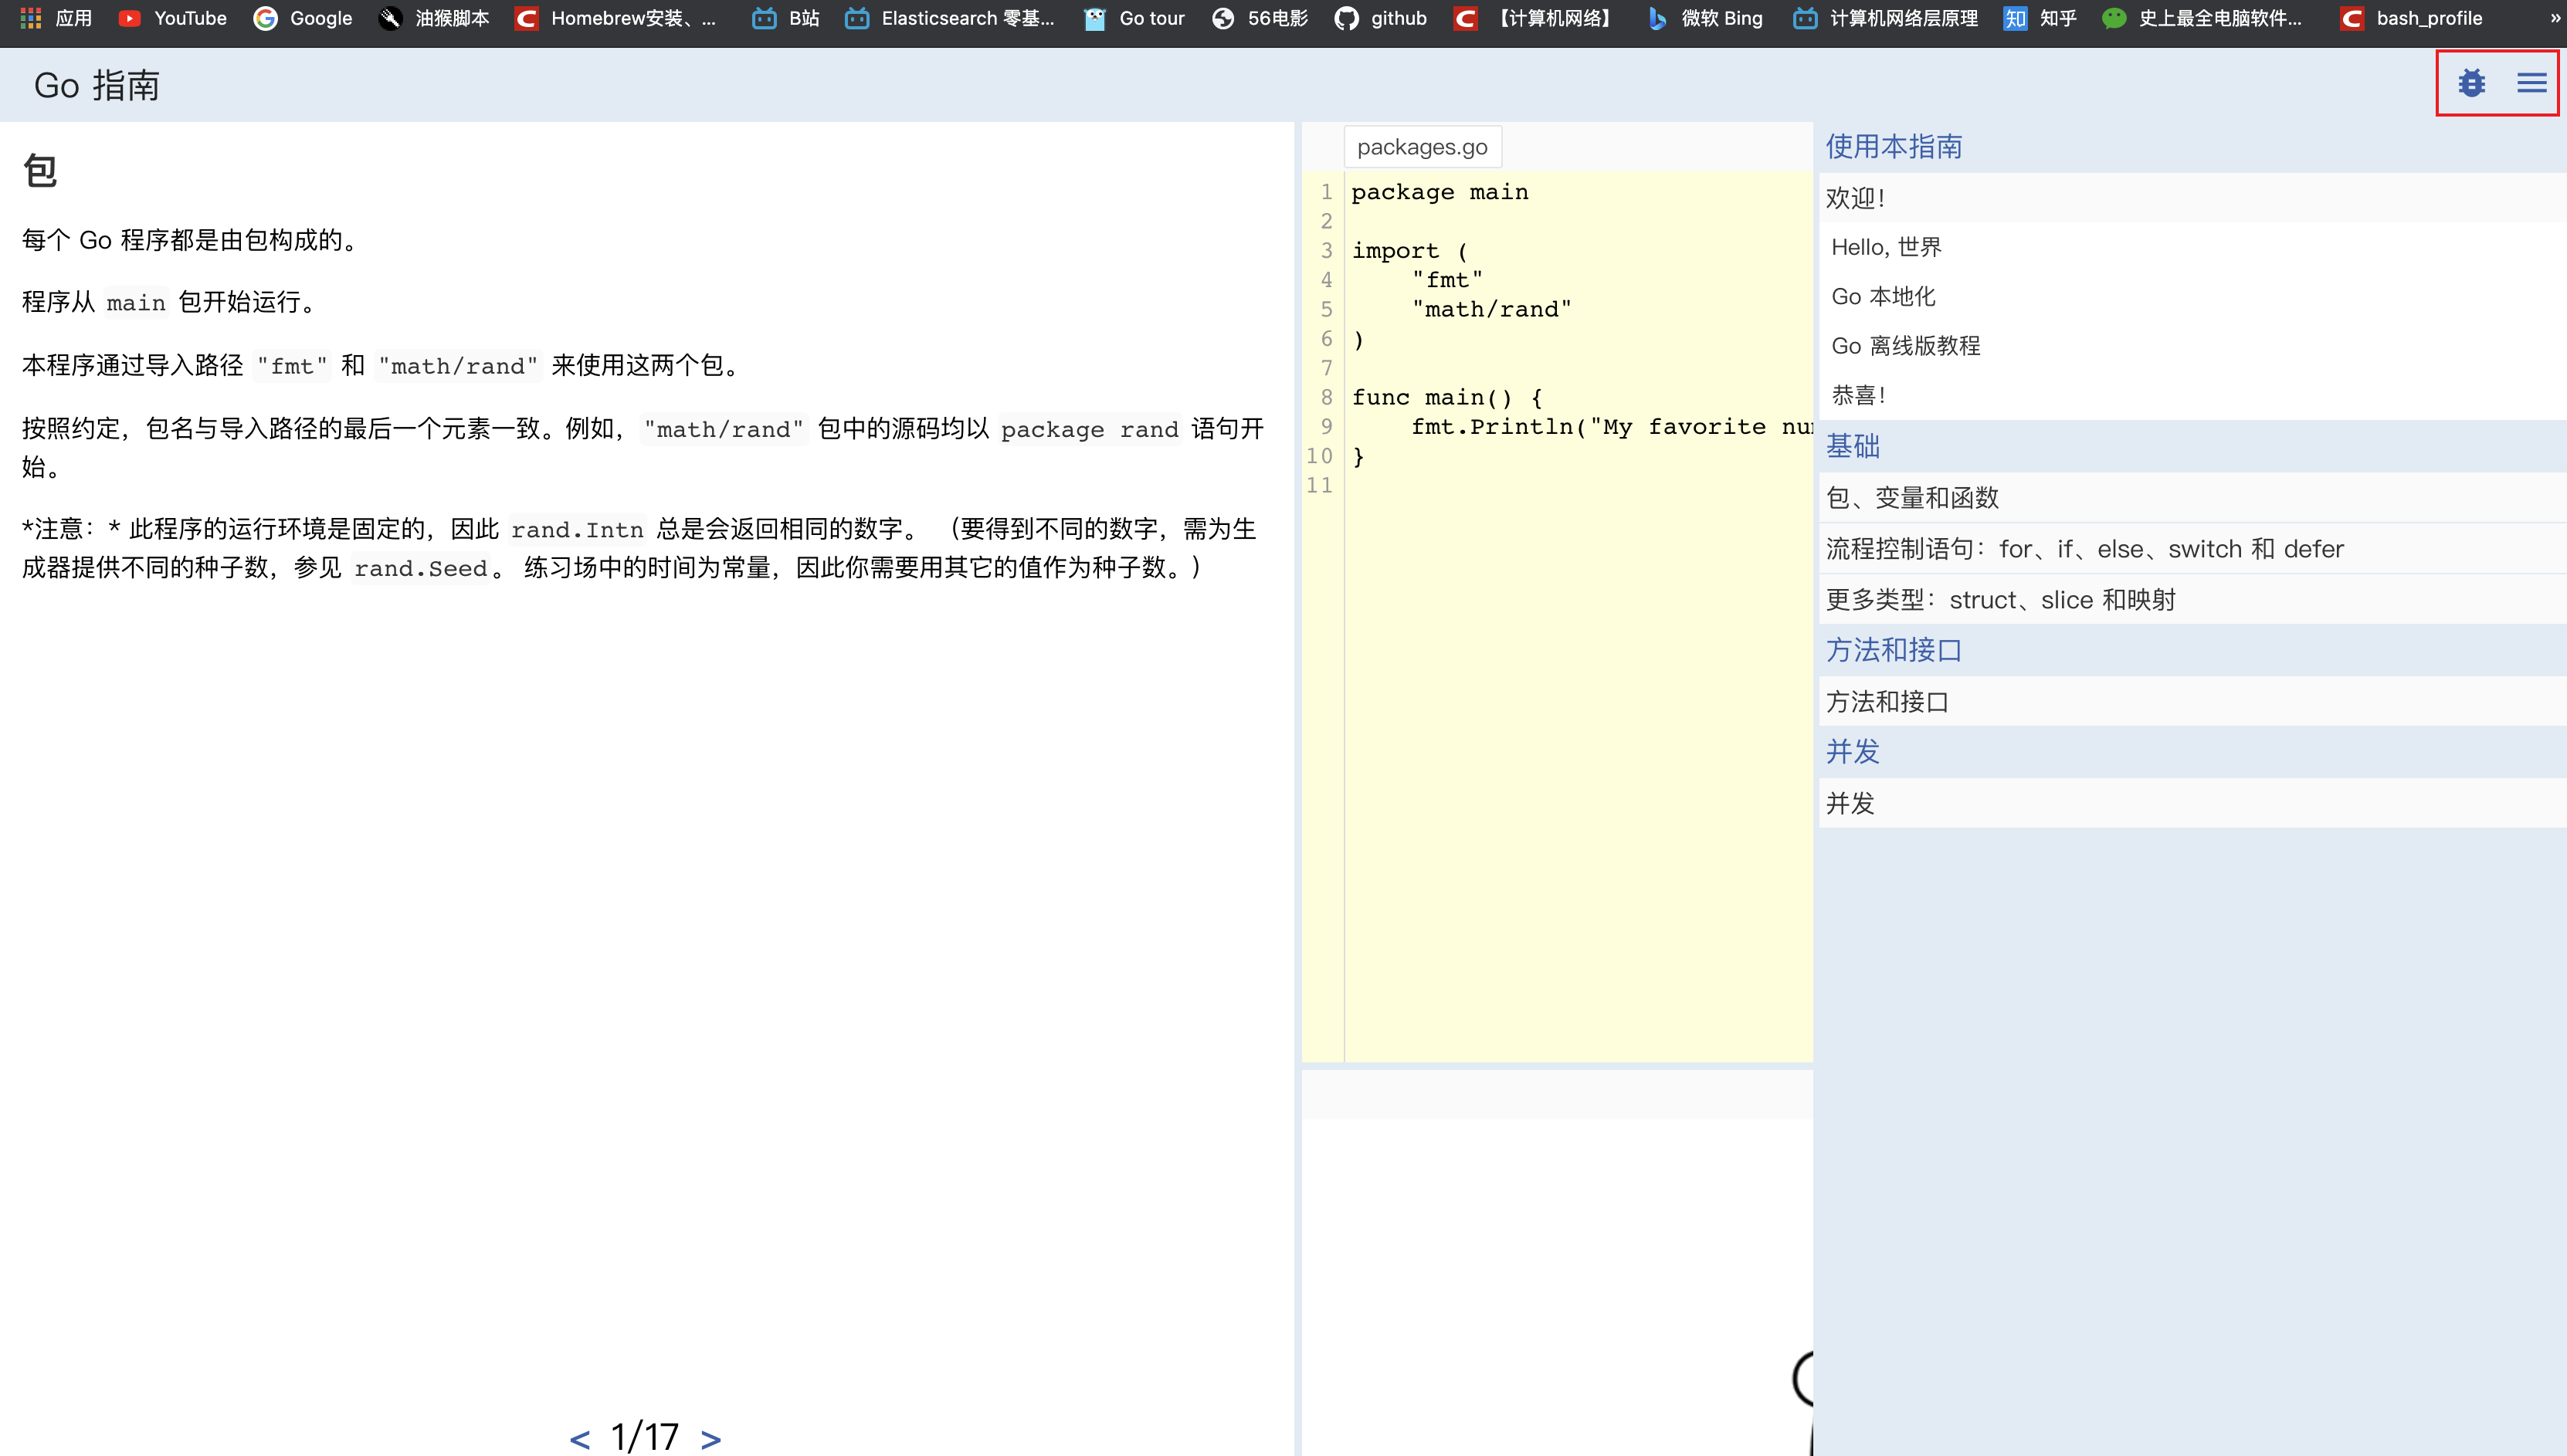 应用 YouTube Google 油猴脚本 Homebrew安装、... B站 Elasticsearch 零基... Go tour 56电影 github 【计算机网络】 微软 Bing 计算机网络层原理 知 知乎 史上最全电脑软件... bash_profile »
Go 指南
包
每个 Go 程序都是由包构成的。
程序从 main 包开始运行。
本程序通过导入路径 "fmt" 和 "math/rand" 来使用这两个包。
按照约定，包名与导入路径的最后一个元素一致。例如，"math/rand" 包中的源码均以 package rand 语句开
始。
*注意：* 此程序的运行环境是固定的，因此 rand.Intn 总是会返回相同的数字。 （要得到不同的数字，需为生
成器提供不同的种子数，参见 rand.Seed。 练习场中的时间为常量，因此你需要用其它的值作为种子数。）
< 1/17 >
packages.go
1 package main
2
3 import (
4 "fmt"
5 "math/rand"
6 )
7
8 func main() {
9 fmt.Println("My favorite nu
10 }
11
使用本指南
欢迎！
Hello, 世界
Go 本地化
Go 离线版教程
恭喜！
基础
包、变量和函数
流程控制语句：for、if、else、switch 和 defer
更多类型：struct、slice 和映射
方法和接口
方法和接口
并发
并发